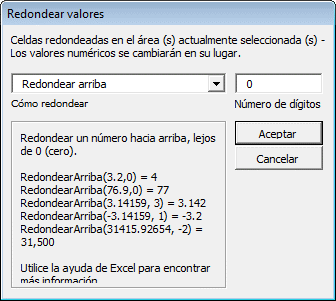 Redondear valores
Celdas redondeadas en el área (s) actualmente seleccionada (s) -
Los valores numéricos se cambiarán en su lugar.
Redondear arriba
0
Cómo redondear
Número de dígitos
Redondear un número hacia arriba, lejos
de 0 (cero).
RedondearArriba(3.2,0) = 4
RedondearArriba(76.9,0) = 77
RedondearArriba(3.14159, 3) = 3.142
RedondearArriba(-3.14159, 1) = -3.2
RedondearArriba(31415.92654, -2) =
31,500
Utilice la ayuda de Excel para encontrar
más información
Aceptar
Cancelar